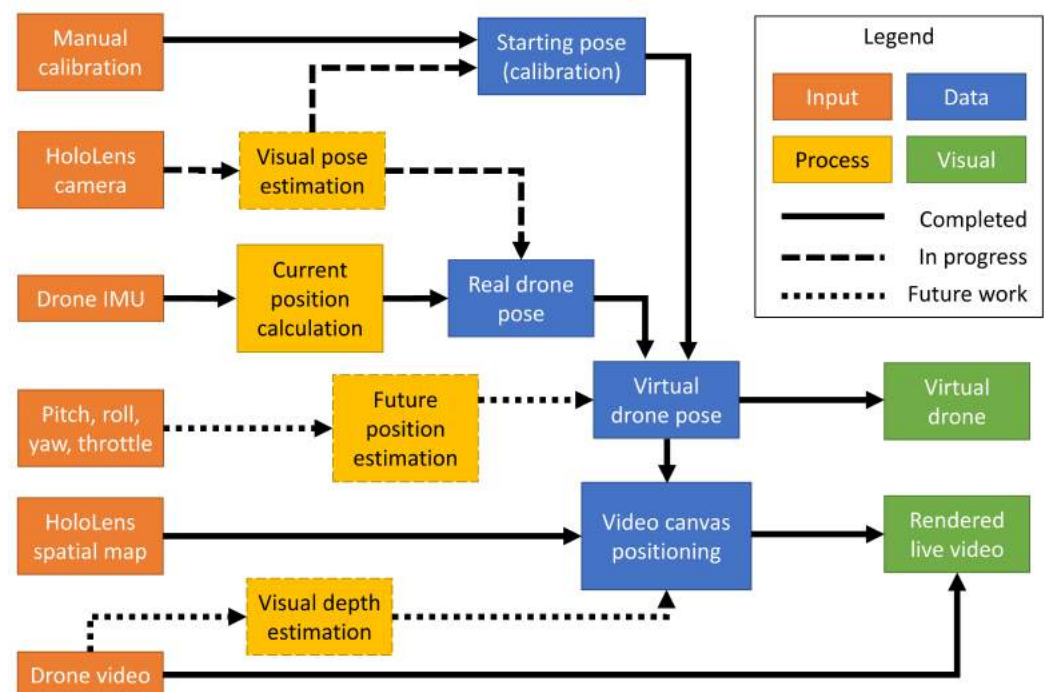 Manual
calibration
Starting pose
(calibration)
Legend
Input
Data
Process
Visual
Completed
In progress
Future work
HoloLens
camera
Visual pose
estimation
Drone IMU
Current
position
calculation
Real drone
pose
Pitch, roll,
yaw, throttle
Future
position
estimation
Virtual
drone pose
Virtual
drone
HoloLens
spatial map
Video canvas
positioning
Rendered
live video
Visual depth
estimation
Drone video